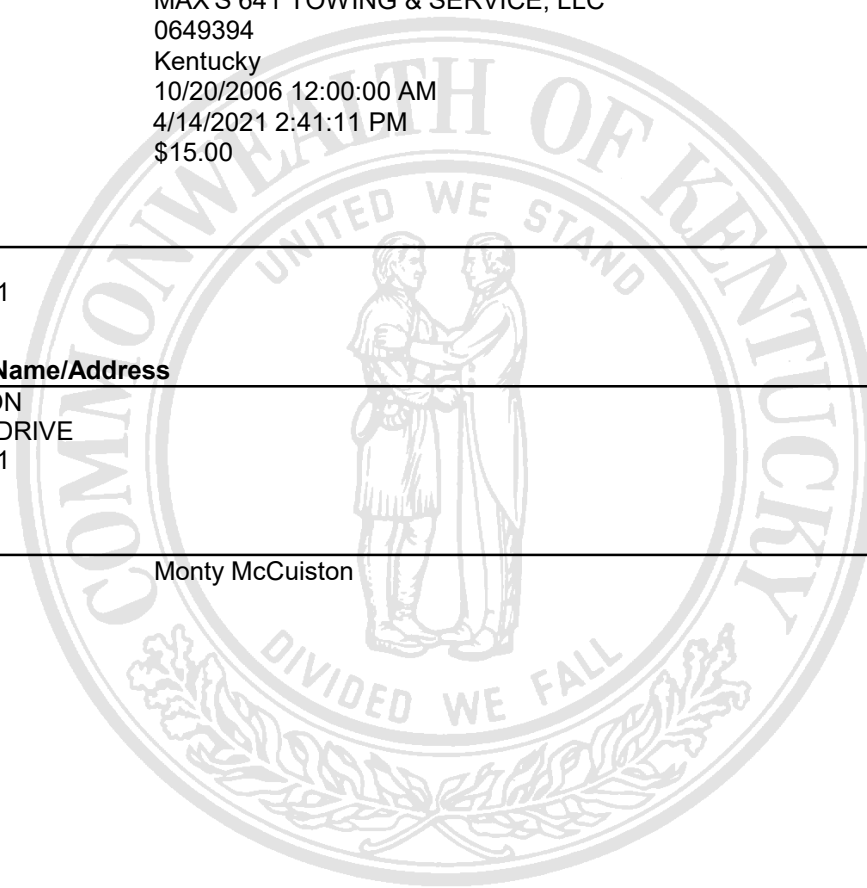 MAX'S 641 TOWING & SERVICE, LLC
0649394
Kentucky
10/20/2006 12:00:00 AM
4/14/2021 2:41:11 PM
$15.00
COMMONWEALTH OF KENTUCKY
UNITED WE STAND
1
Name/Address
ON
DRIVE
1
Monty McCuiston
DIVIDED WE FALL